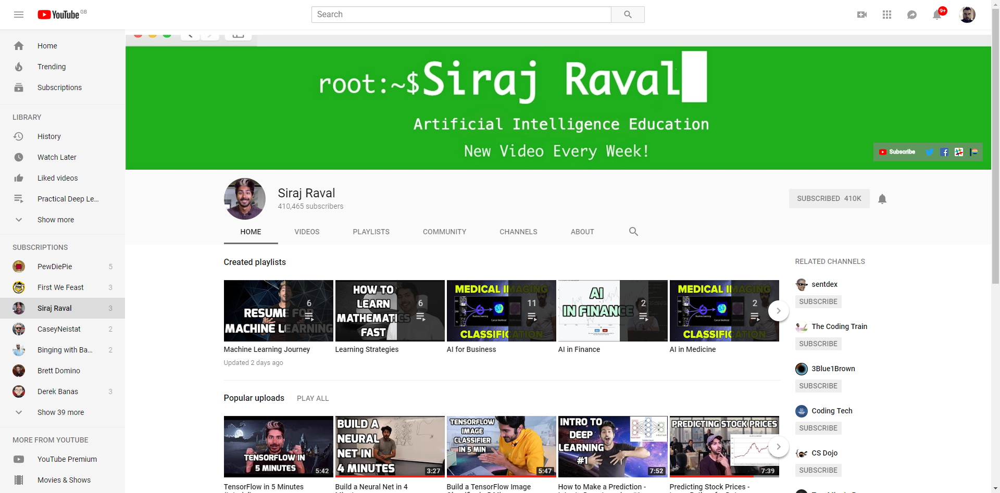 YouTube GB
Search
9+
Home
Trending
Subscriptions
LIBRARY
History
Watch Later
Liked videos
Practical Deep Le...
Show more
SUBSCRIPTIONS
PewDiePie 5
First We Feast 3
Siraj Raval 3
CaseyNeistat 2
Binging with Ba... 2
Brett Domino
Derek Banas 3
Show 39 more
MORE FROM YOUTUBE
YouTube Premium
Movies & Shows
root:~$Siraj Raval
Artificial Intelligence Education
New Video Every Week!
Subscribe
Siraj Raval
410,465 subscribers
SUBSCRIBED 410K
HOME VIDEOS PLAYLISTS COMMUNITY CHANNELS ABOUT
Created playlists
RESUME FOR
MACHINE LEARNING
6
Machine Learning Journey
Updated 2 days ago
HOW TO
LEARN
MATHEMATICS
FAST
6
Learning Strategies
MEDICAL IMAGING
CLASSIFICATION
11
AI for Business
AI
IN FINANCE
2
AI in Finance
MEDICAL IMAGING
CLASSIFICATION
2
AI in Medicine
Popular uploads PLAY ALL
TENSORFLOW IN
5 MINUTES
5:42
TensorFlow in 5 Minutes
BUILD A
NEURAL
NET IN
4 MINUTES
3:27
Build a Neural Net in 4
TENSORFLOW
IMAGE
CLASSIFIER
IN 5 MIN
5:47
Build a TensorFlow Image
INTRO TO
DEEP
LEARNING
#1
7:52
How to Make a Prediction -
PREDICTING STOCK PRICES
7:39
Predicting Stock Prices -
RELATED CHANNELS
sentdex
SUBSCRIBE
The Coding Train
SUBSCRIBE
3Blue1Brown
SUBSCRIBE
Coding Tech
SUBSCRIBE
CS Dojo
SUBSCRIBE